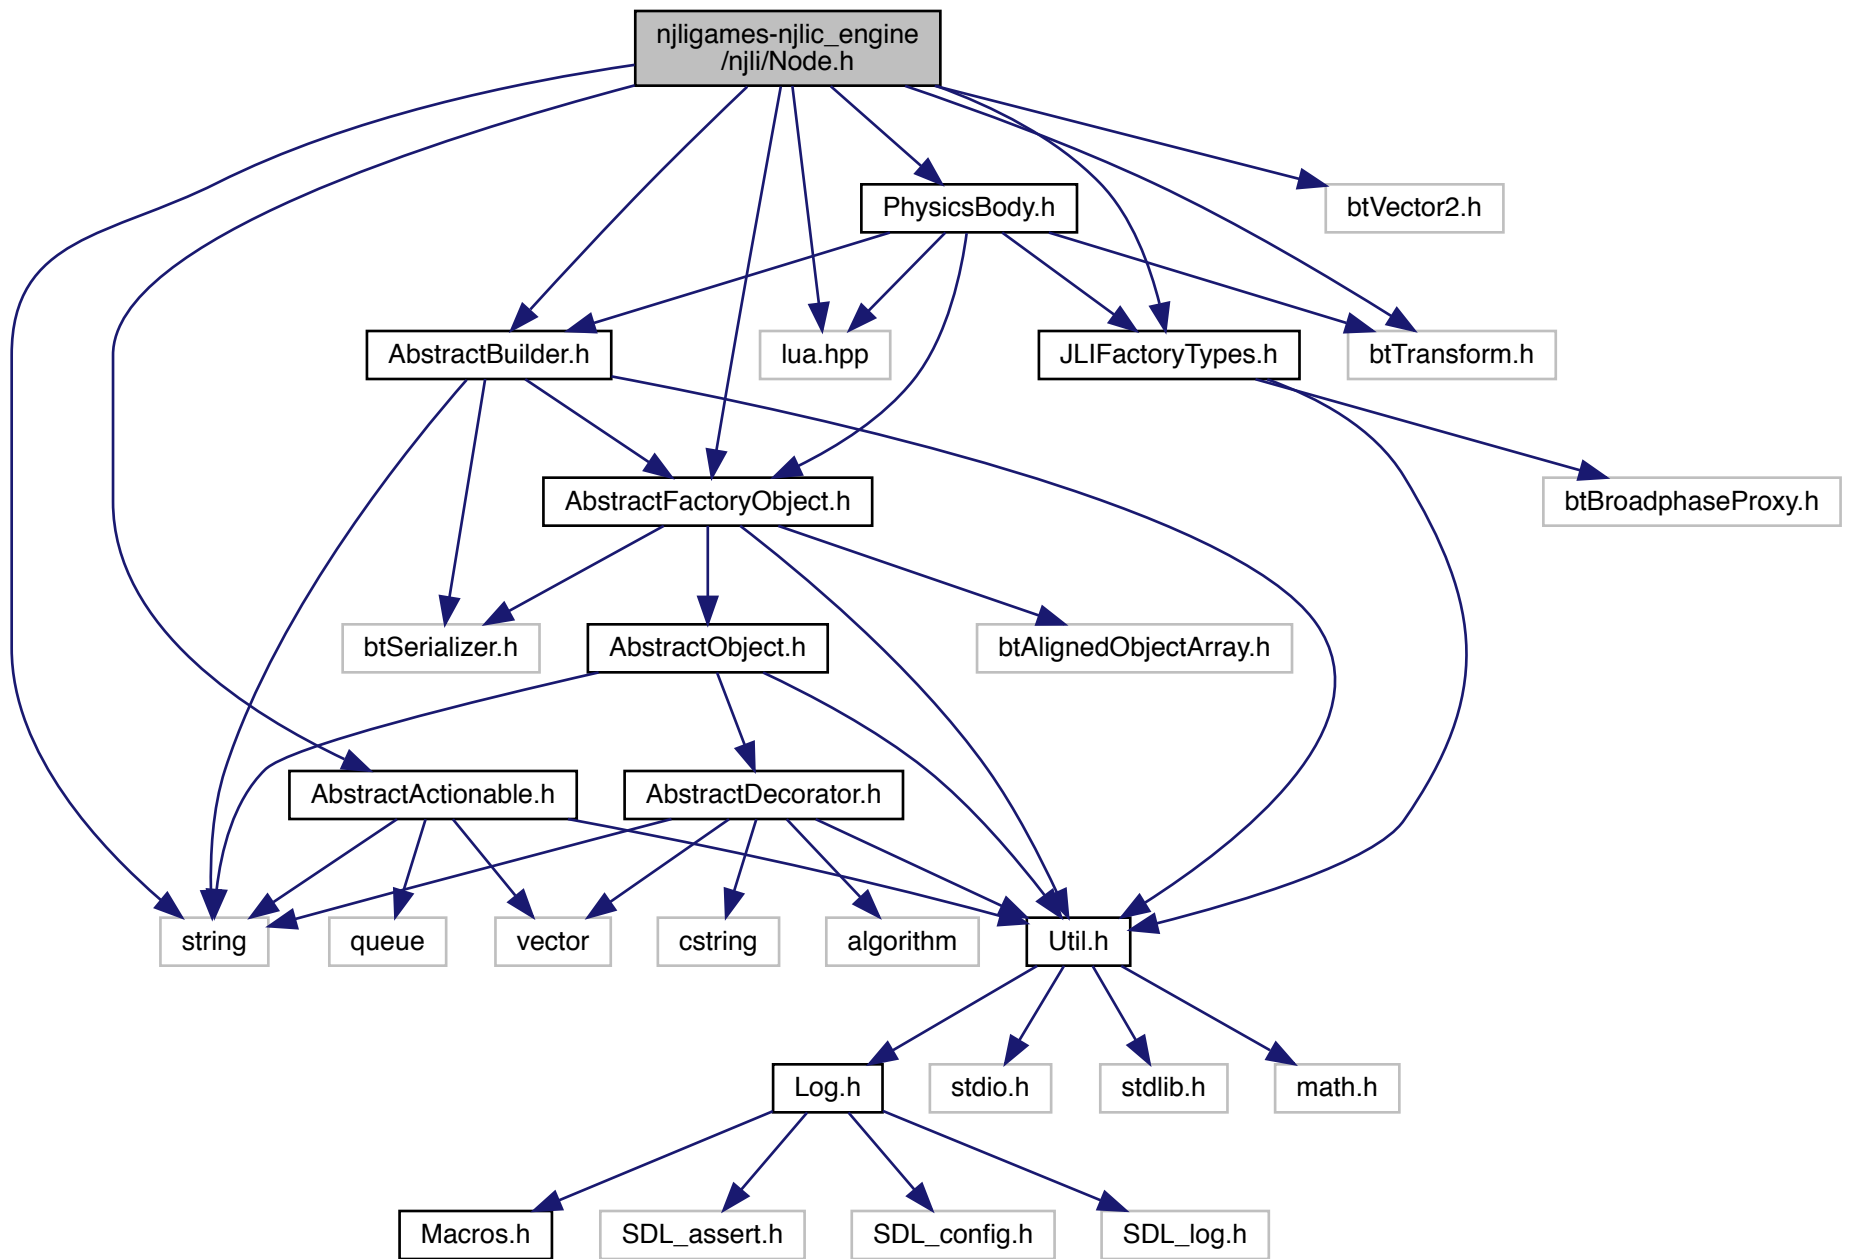 njligames-njlic_engine
/njli/Node.h
PhysicsBody.h
btVector2.h
AbstractBuilder.h
lua.hpp
JLIFactoryTypes.h
btTransform.h
AbstractFactoryObject.h
btBroadphaseProxy.h
btSerializer.h
AbstractObject.h
btAlignedObjectArray.h
AbstractActionable.h
AbstractDecorator.h
string
queue
vector
cstring
algorithm
Util.h
Log.h
stdio.h
stdlib.h
math.h
Macros.h
SDL_assert.h
SDL_config.h
SDL_log.h